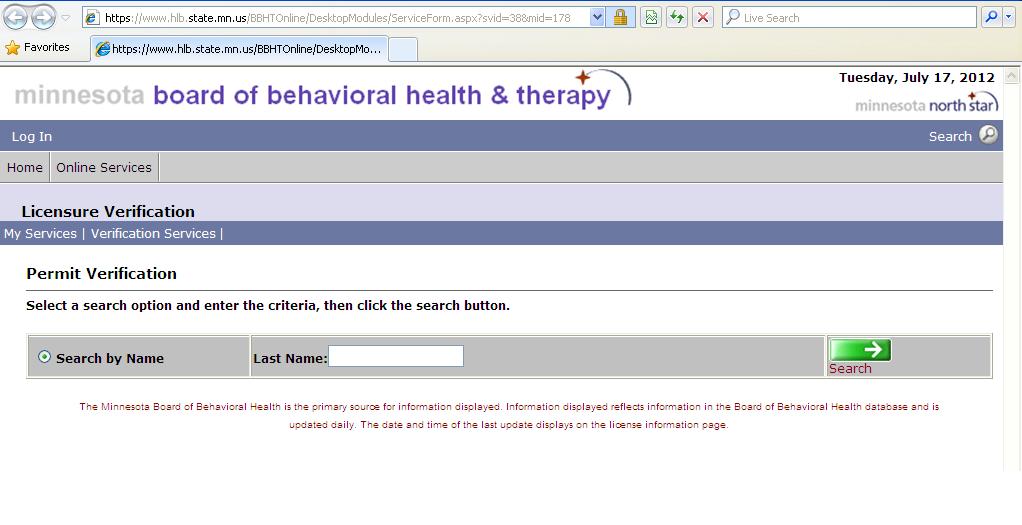 https://www.hlb.state.mn.us/BBHTOnline/DesktopModules/ServiceForm.aspx?svid=38&mid=178
Live Search
Favorites
https://www.hlb.state.mn.us/BBHTOnline/DesktopMo...
Tuesday, July 17, 2012
minnesota board of behavioral health & therapy
minnesota north star
Log In
Search
Home
Online Services
Licensure Verification
My Services | Verification Services |
Permit Verification
Select a search option and enter the criteria, then click the search button.
Search by Name
Last Name:
Search
The Minnesota Board of Behavioral Health is the primary source for information displayed. Information displayed reflects information in the Board of Behavioral Health database and is
updated daily. The date and time of the last update displays on the license information page.